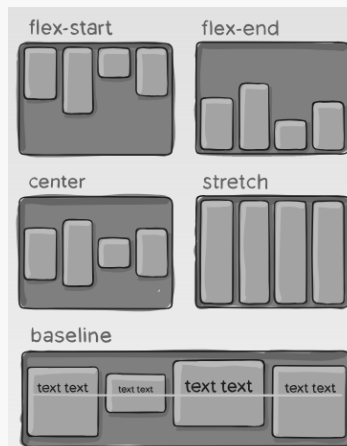 flex-start
flex-end
center
stretch
baseline
text text
text text
text text
text text